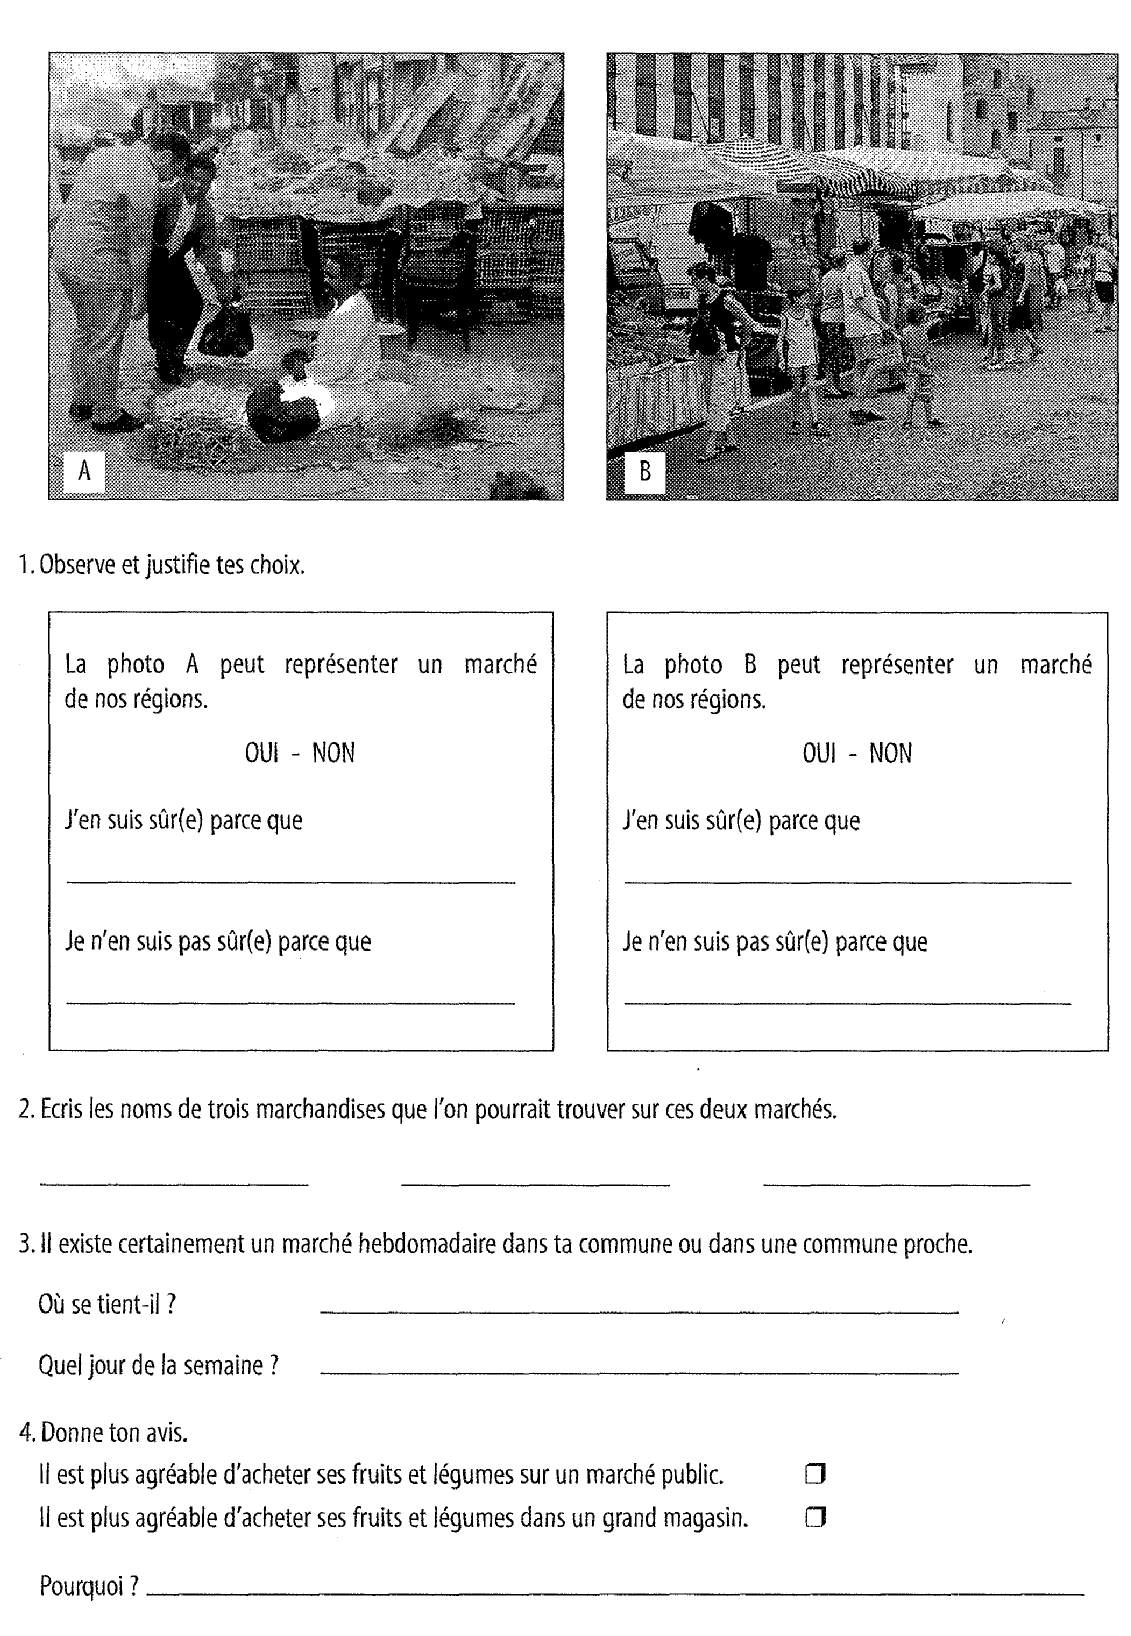 A
B
1. Observe et justifie tes choix.
La photo A peut représenter un marché
de nos régions.
OUI - NON
J'en suis sûr(e) parce que
Je n'en suis pas sûr(e) parce que
La photo B peut représenter un marché
de nos régions.
OUI - NON
J'en suis sûr(e) parce que
Je n'en suis pas sûr(e) parce que
2. Ecris les noms de trois marchandises que l'on pourrait trouver sur ces deux marchés.
3. Il existe certainement un marché hebdomadaire dans ta commune ou dans une commune proche.
Où se tient-il ?
Quel jour de la semaine ?
4. Donne ton avis.
Il est plus agréable d'acheter ses fruits et légumes sur un marché public.
Il est plus agréable d'acheter ses fruits et légumes dans un grand magasin.
Pourquoi ?